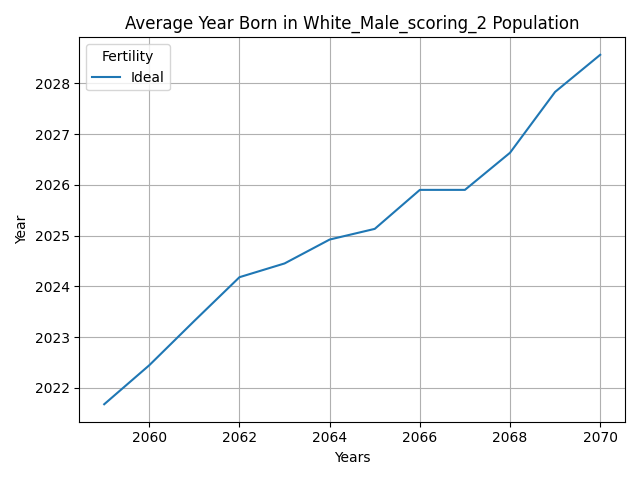 Average Year Born in White_Male_scoring_2 Population
Fertility
Ideal
2028
2027
2026
2025
2024
2023
2022
Year
2060 2062 2064 2066 2068 2070
Years